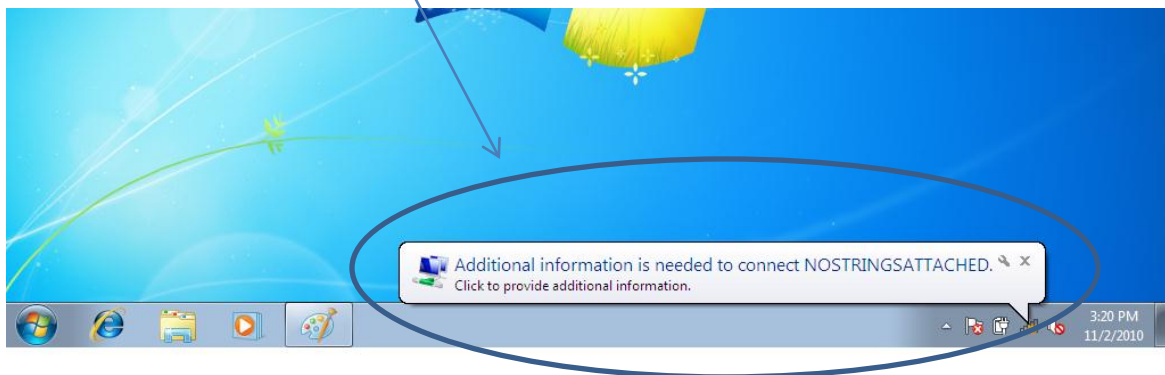 Additional information is needed to connect NOSTRINGSATTACHED.
Click to provide additional information.
3:20 PM
11/2/2010